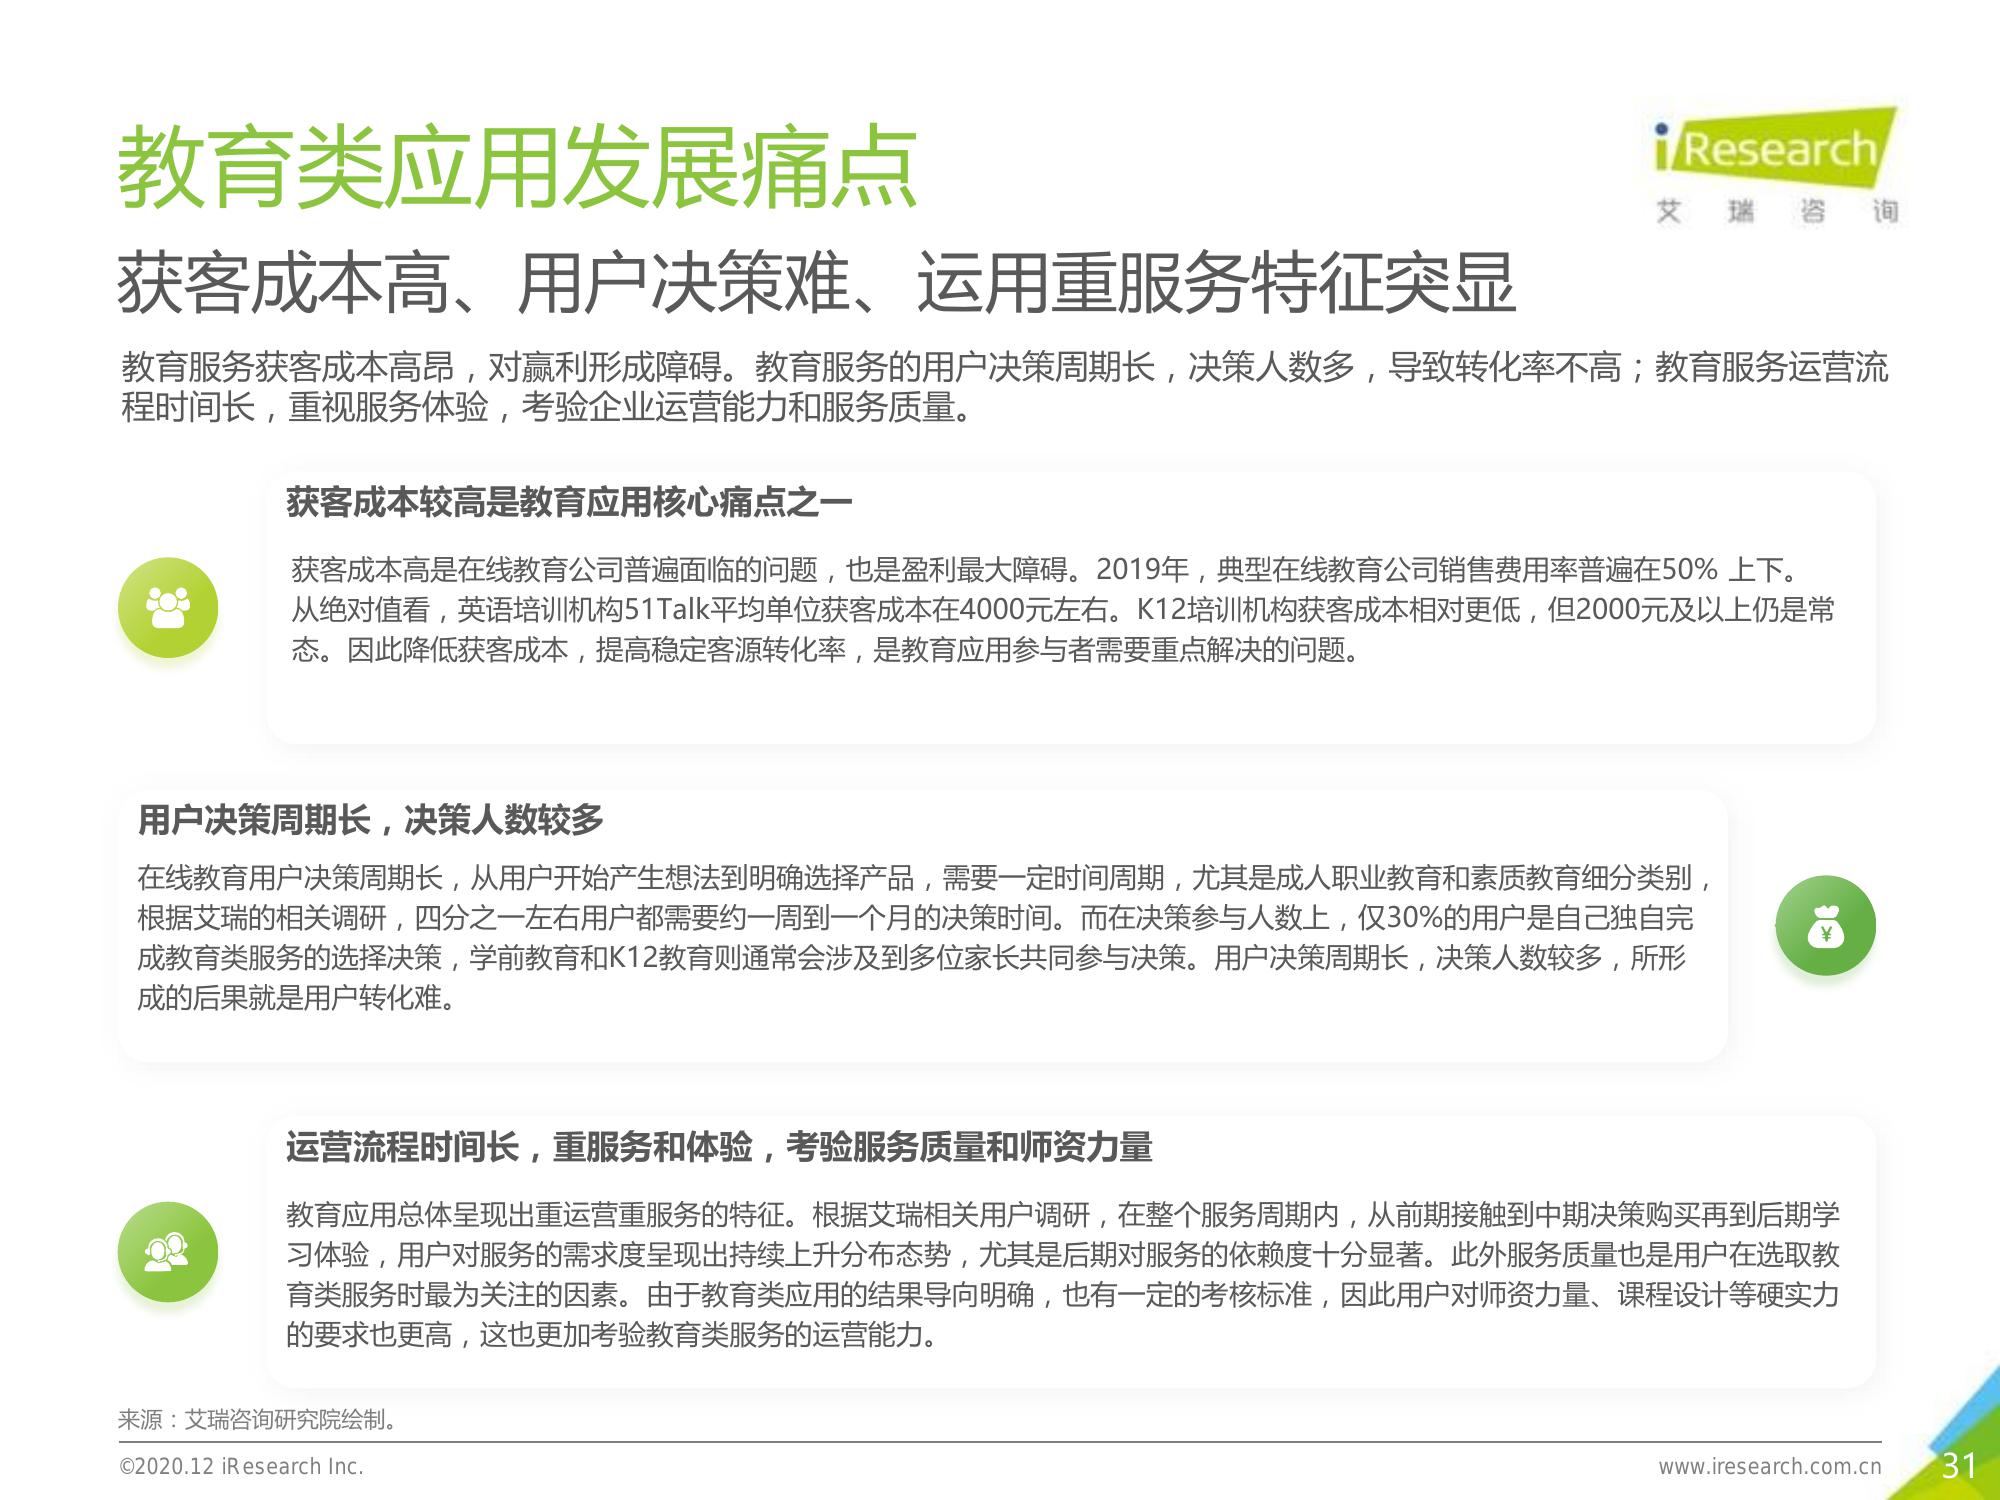 教育类应用发展痛点
iResearch
艾瑞咨询
获客成本高、用户决策难、运用重服务特征突显
教育服务获客成本高昂，对赢利形成障碍。教育服务的用户决策周期长，决策人数多，导致转化率不高；教育服务运营流
程时间长，重视服务体验，考验企业运营能力和服务质量。
获客成本较高是教育应用核心痛点之一
获客成本高是在线教育公司普遍面临的问题，也是盈利最大障碍。2019年，典型在线教育公司销售费用率普遍在50% 上下。
从绝对值看，英语培训机构51Talk平均单位获客成本在4000元左右。K12培训机构获客成本相对更低，但2000元及以上仍是常
态。因此降低获客成本，提高稳定客源转化率，是教育应用参与者需要重点解决的问题。
用户决策周期长，决策人数较多
在线教育用户决策周期长，从用户开始产生想法到明确选择产品，需要一定时间周期，尤其是成人职业教育和素质教育细分类别，
根据艾瑞的相关调研，四分之一左右用户都需要约一周到一个月的决策时间。而在决策参与人数上，仅30%的用户是自己独自完
成教育类服务的选择决策，学前教育和K12教育则通常会涉及到多位家长共同参与决策。用户决策周期长，决策人数较多，所形
成的后果就是用户转化难。
¥
运营流程时间长，重服务和体验，考验服务质量和师资力量
教育应用总体呈现出重运营重服务的特征。根据艾瑞相关用户调研，在整个服务周期内，从前期接触到中期决策购买再到后期学
习体验，用户对服务的需求度呈现出持续上升分布态势，尤其是后期对服务的依赖度十分显著。此外服务质量也是用户在选取教
育类服务时最为关注的因素。由于教育类应用的结果导向明确，也有一定的考核标准，因此用户对师资力量、课程设计等硬实力
的要求也更高，这也更加考验教育类服务的运营能力。
来源：艾瑞咨询研究院绘制。
©2020.12 iResearch Inc.
www.iresearch.com.cn
31